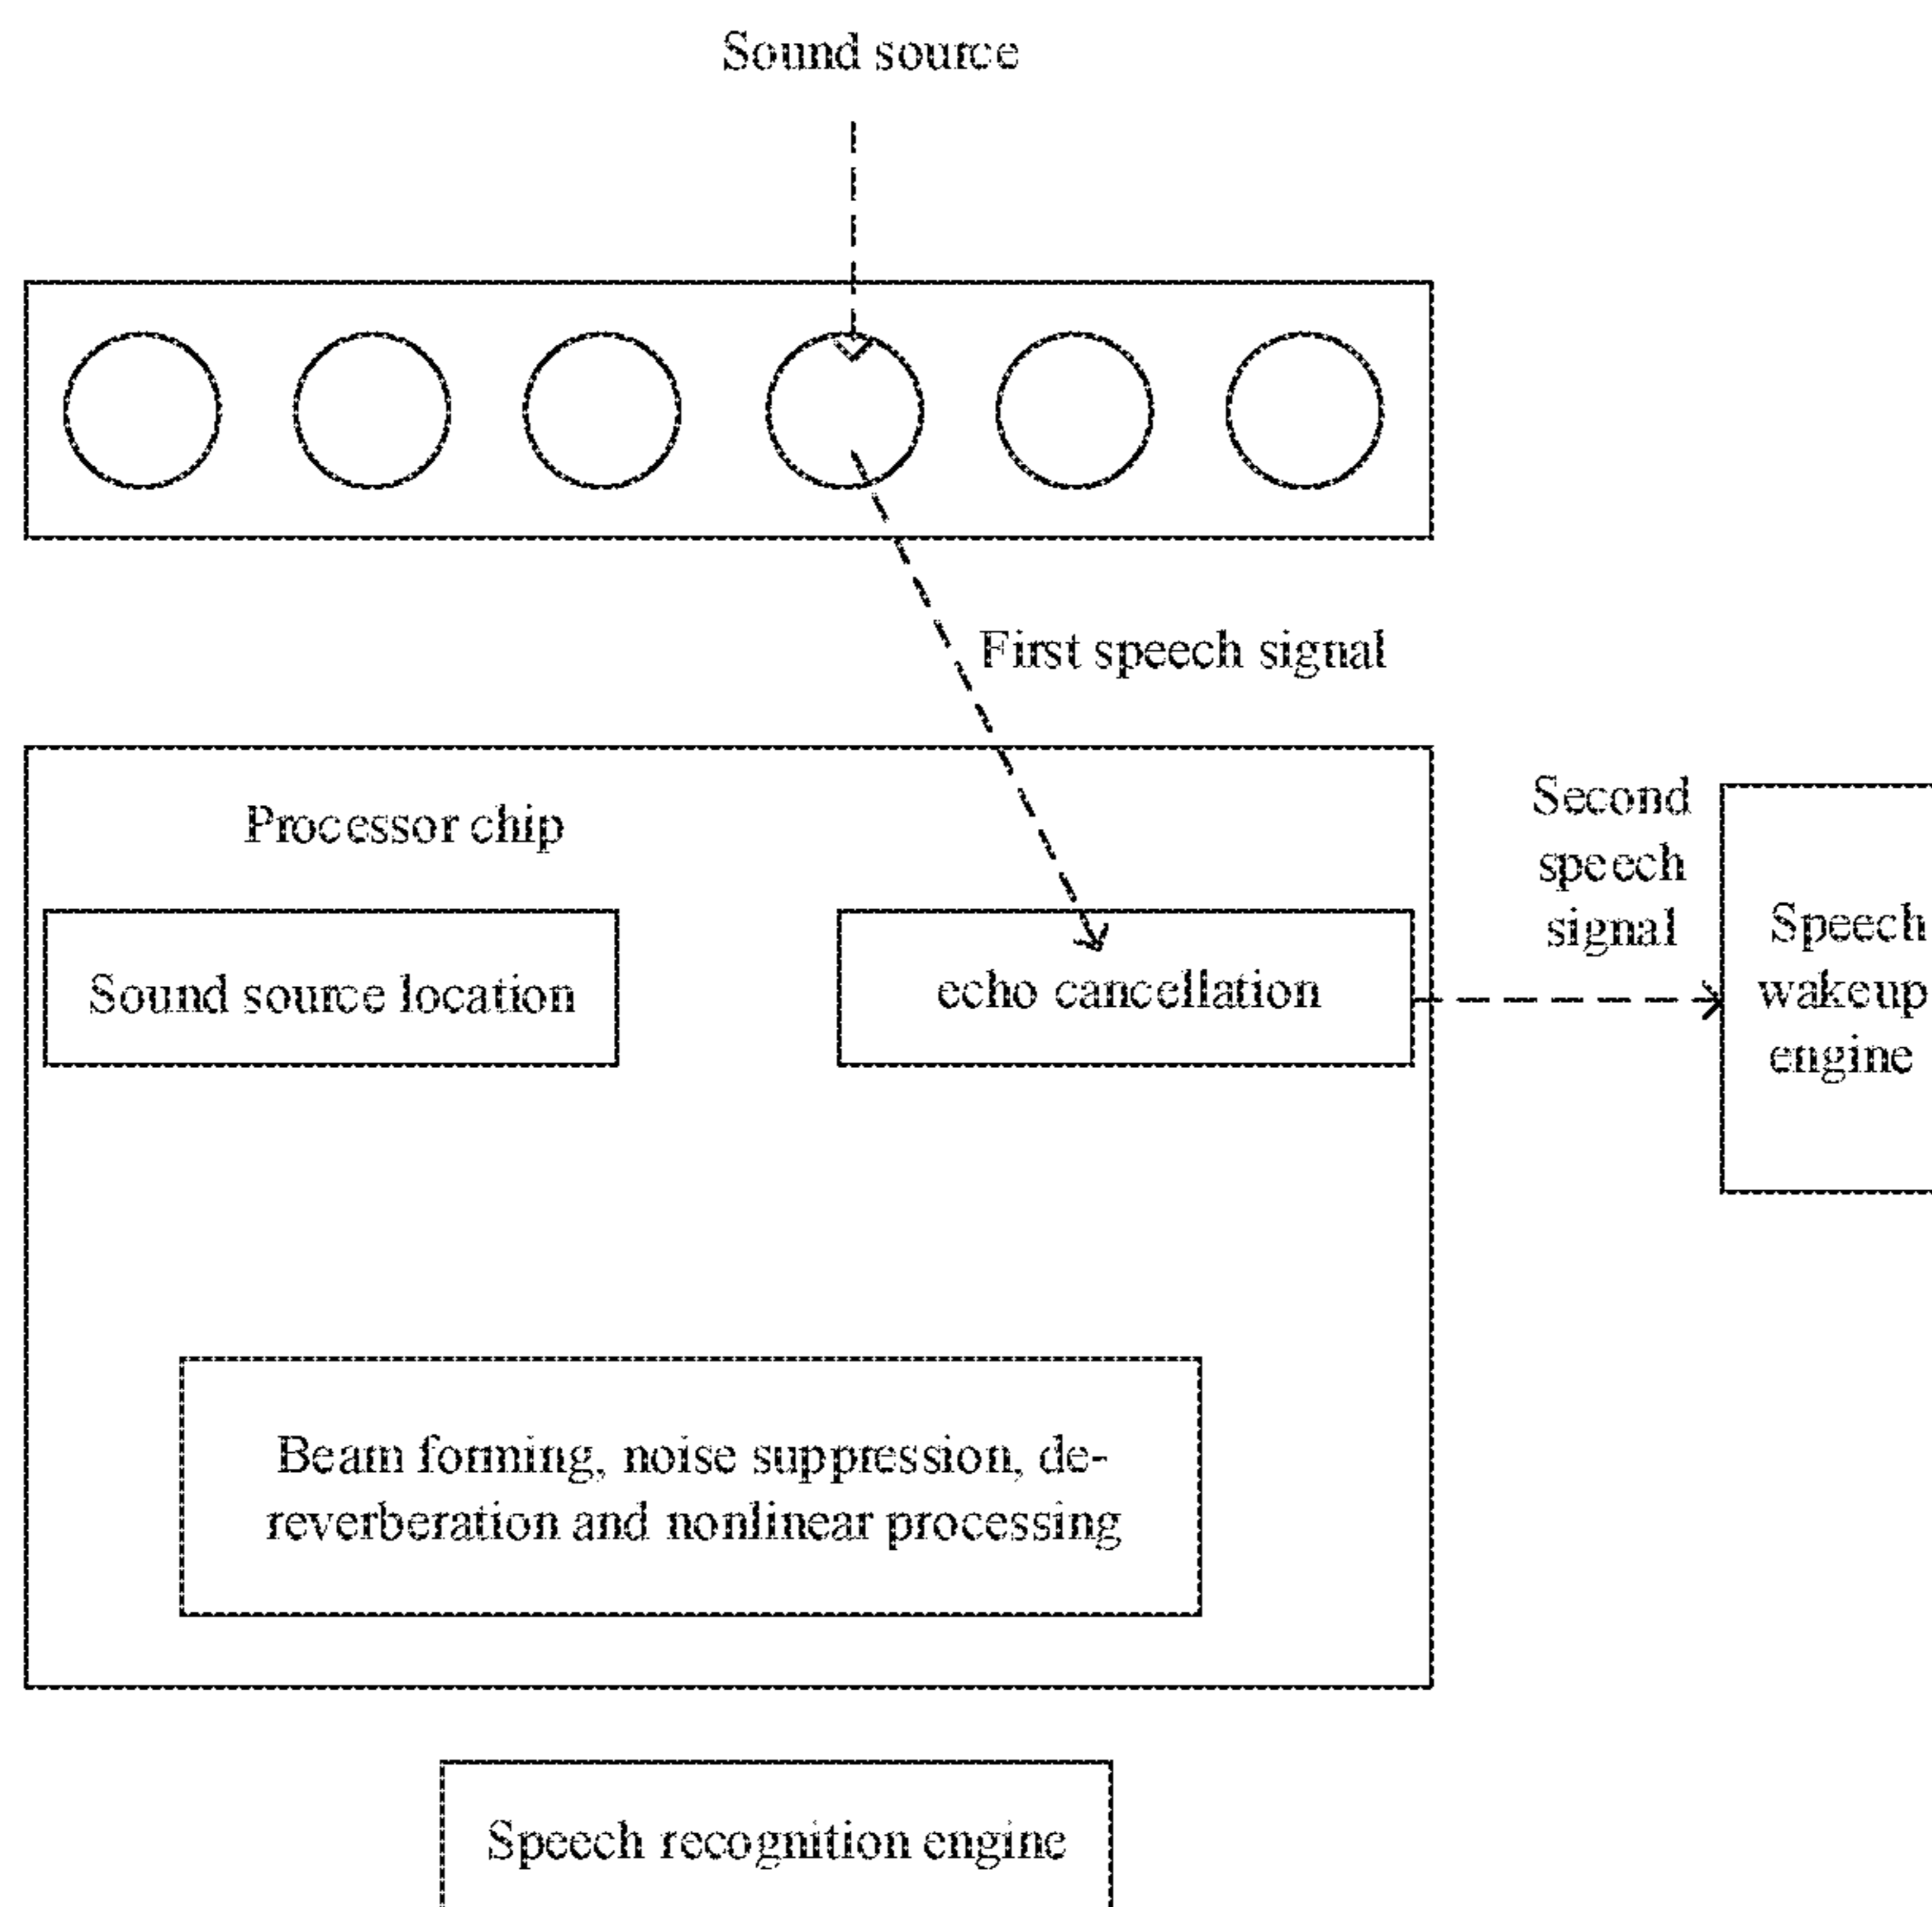 Sound source
First speech signal
Processor chip
Second
speech
signal
Speech
wakeup
engine
Sound source location
echo cancellation
Beam forming, noise suppression, de-
reverberation and nonlinear processing
Speech recognition engine